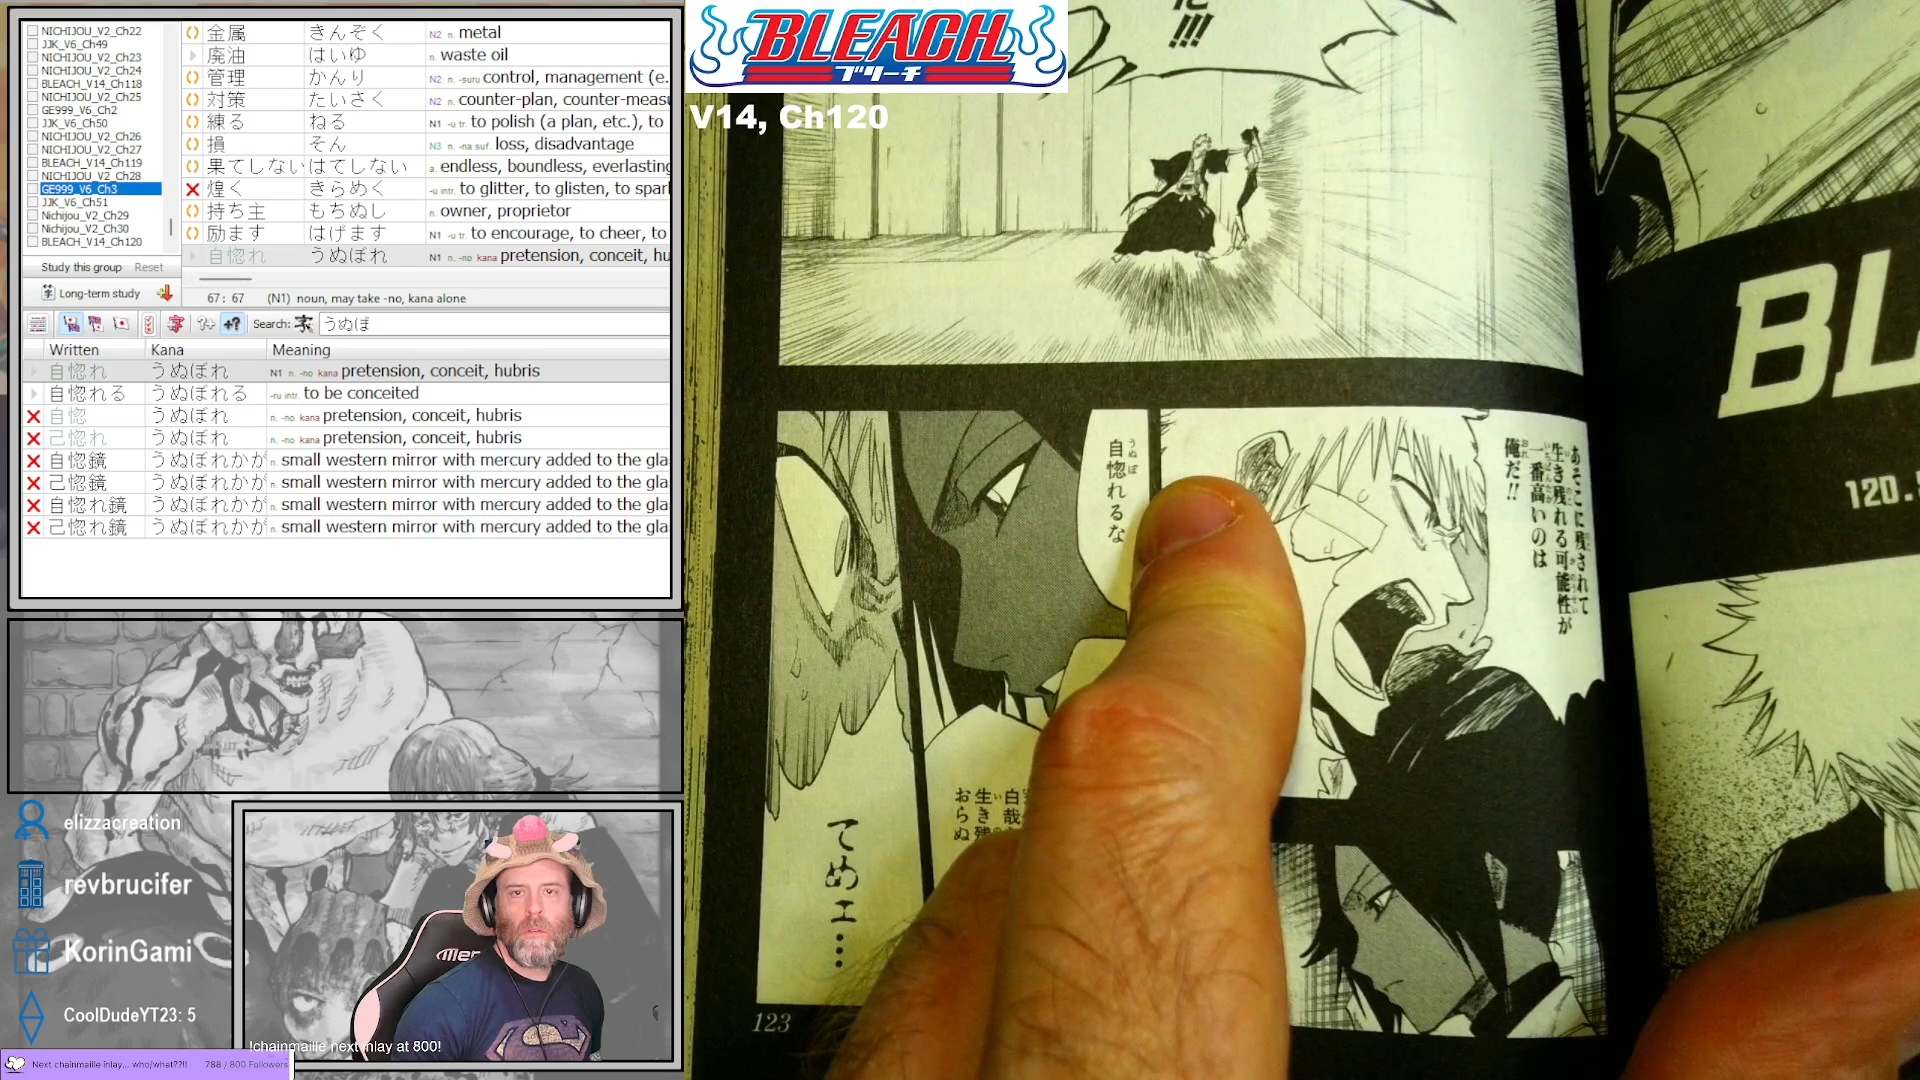 NICHIJOU_V2_Ch22
JJK_V6_Ch49
NICHIJOU_V2_Ch23
NICHIJOU_V2_Ch24
BLEACH_V14_Ch118
NICHIJOU_V2_Ch25
GE999_V6_Ch2
JJK_V6_Ch50
NICHIJOU_V2_Ch26
NICHIJOU_V2_Ch27
BLEACH_V14_Ch119
NICHIJOU_V2_Ch28
GE999_V6_Ch3
JJK_V6_Ch51
Nichijou_V2_Ch29
Nichijou_V2_Ch30
BLEACH_V14_Ch120
Study this group Reset
Long-term study
金属 きんぞく N2 n. metal
廃油 はいゆ n. waste oil
管理 かんり N2 n. -suru control, management (e.
対策 たいさく N2 n. counter-plan, counter-meas
練る ねる N1 -u tr. to polish (a plan, etc.), to
損 そん N3 n. -na suf. loss, disadvantage
果てしない はてしない a. endless, boundless, everlasting
煌く きらめく -u intr. to glitter, to glisten, to spar
持ち主 もちぬし n. owner, proprietor
励ます はげます N1 -u tr. to encourage, to cheer, to
自惚れ うぬぼれ N1 n. -no kana pretension, conceit, hu
67: 67 (N1) noun, may take -no, kana alone
Search: うぬぼ
Written Kana Meaning
自惚れ うぬぼれ N1 n. -no kana pretension, conceit, hubris
自惚れる うぬぼれる -ru intr. to be conceited
自惚 うぬぼれ n. -no kana pretension, conceit, hubris
己惚れ うぬぼれ n. -no kana pretension, conceit, hubris
自惚鏡 うぬぼれかが n. small western mirror with mercury added to the gla
己惚鏡 うぬぼれかが n. small western mirror with mercury added to the gla
自惚れ鏡 うぬぼれかが n. small western mirror with mercury added to the gla
己惚れ鏡 うぬぼれかが n. small western mirror with mercury added to the gla
elizzacreation
revbrucifer
KorinGami
CoolDudeYT23: 5
Next chainmaille inlay... who/what??!! 788 / 800 Followers
!chainmaille next inlay at 800!
BLEACH
ブリーチ
V14, Ch120
!!!
あそこに残されて
生き残れる可能性が
一番高いのは
俺だ!!
自惚れるな
白哉
生き残
おらぬ
てめェ…
123
BL
120.